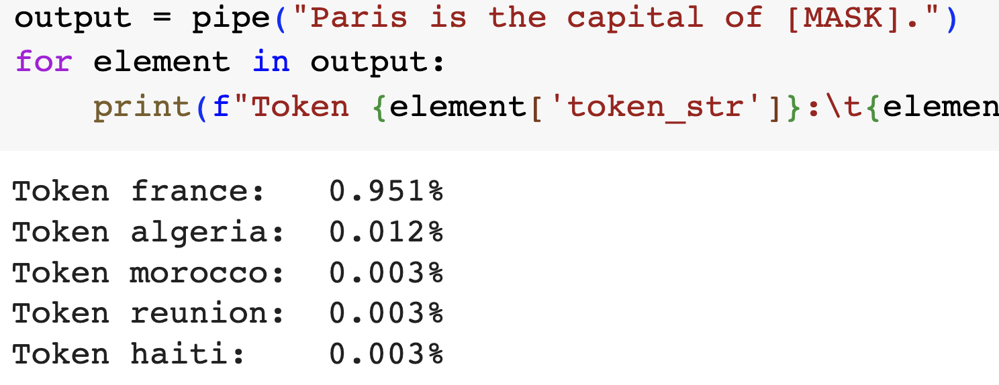 output = pipe("Paris is the capital of [MASK].")
for element in output:
    print(f"Token {element['token_str']}:\t{elemen
Token france:   0.951%
Token algeria:  0.012%
Token morocco:  0.003%
Token reunion:  0.003%
Token haiti:    0.003%